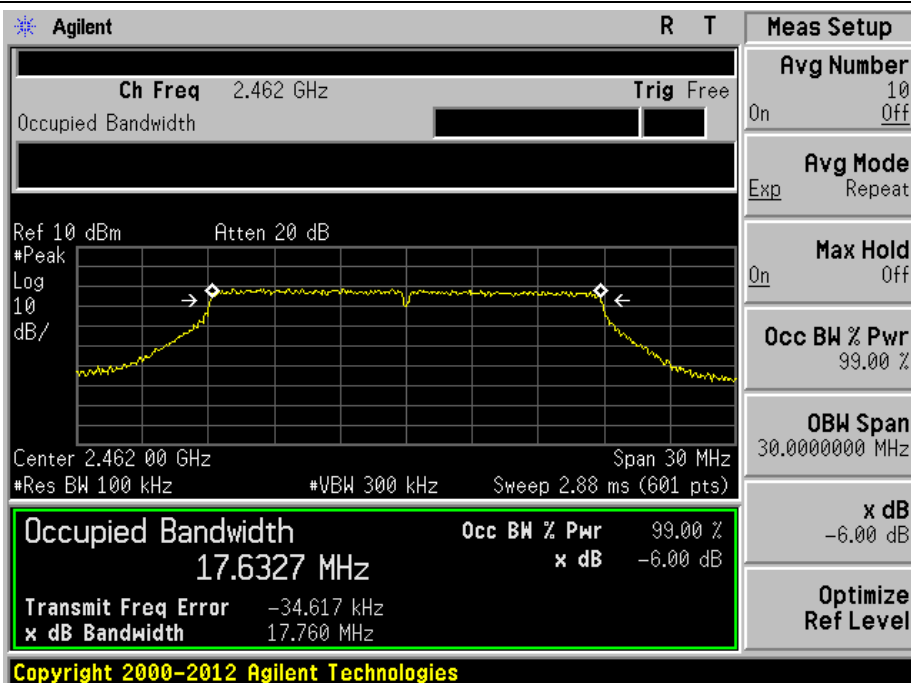 Agilent R T
Ch Freq 2.462 GHz Trig Free
Occupied Bandwidth
Ref 10 dBm Atten 20 dB
#Peak
Log
10
dB/
Center 2.462 00 GHz Span 30 MHz
#Res BW 100 kHz #VBW 300 kHz Sweep 2.88 ms (601 pts)
Occupied Bandwidth Occ BW % Pwr 99.00 %
17.6327 MHz x dB -6.00 dB
Transmit Freq Error -34.617 kHz
x dB Bandwidth 17.760 MHz
Copyright 2000-2012 Agilent Technologies
Meas Setup
Avg Number
10
On Off
Avg Mode
Exp Repeat
Max Hold
On Off
Occ BW % Pwr
99.00 %
OBW Span
30.0000000 MHz
x dB
-6.00 dB
Optimize
Ref Level